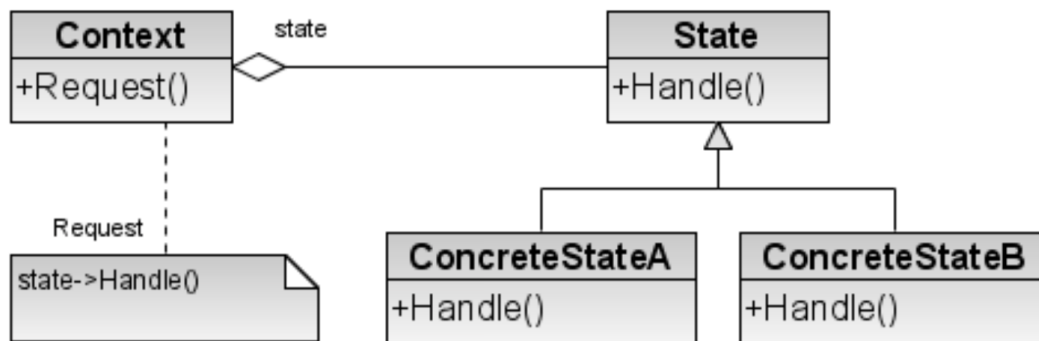 Context
+Request()
state
State
+Handle()
Request
state->Handle()
ConcreteStateA
+Handle()
ConcreteStateB
+Handle()